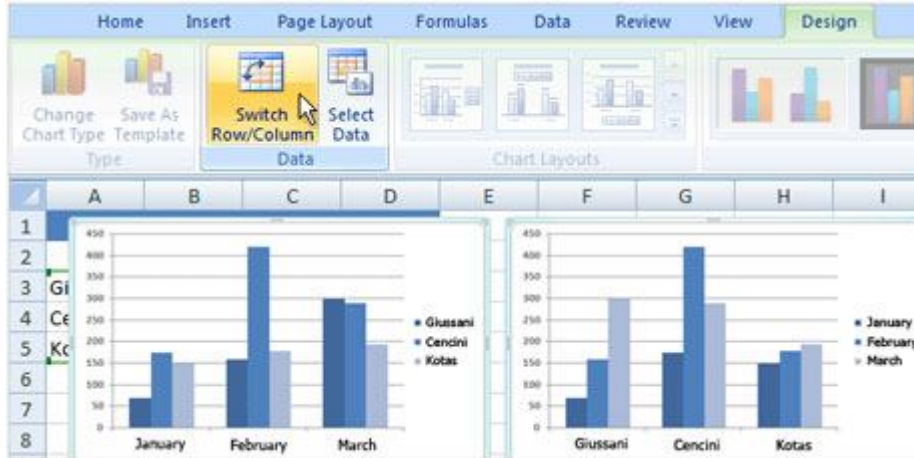 Home Insert Page Layout Formulas Data Review View Design
Change Chart Type
Save As Template
Switch Row/Column
Select Data
Type
Data
Chart Layouts
A B C D E F G H I
1
2
3 Gi
4 Ce
5 Kc
6
7
8
450
400
350
300
250
200
150
100
50
0
January February March
Giussani
Cencini
Kotas
450
400
350
300
250
200
150
100
50
0
Giussani Cencini Kotas
January
February
March